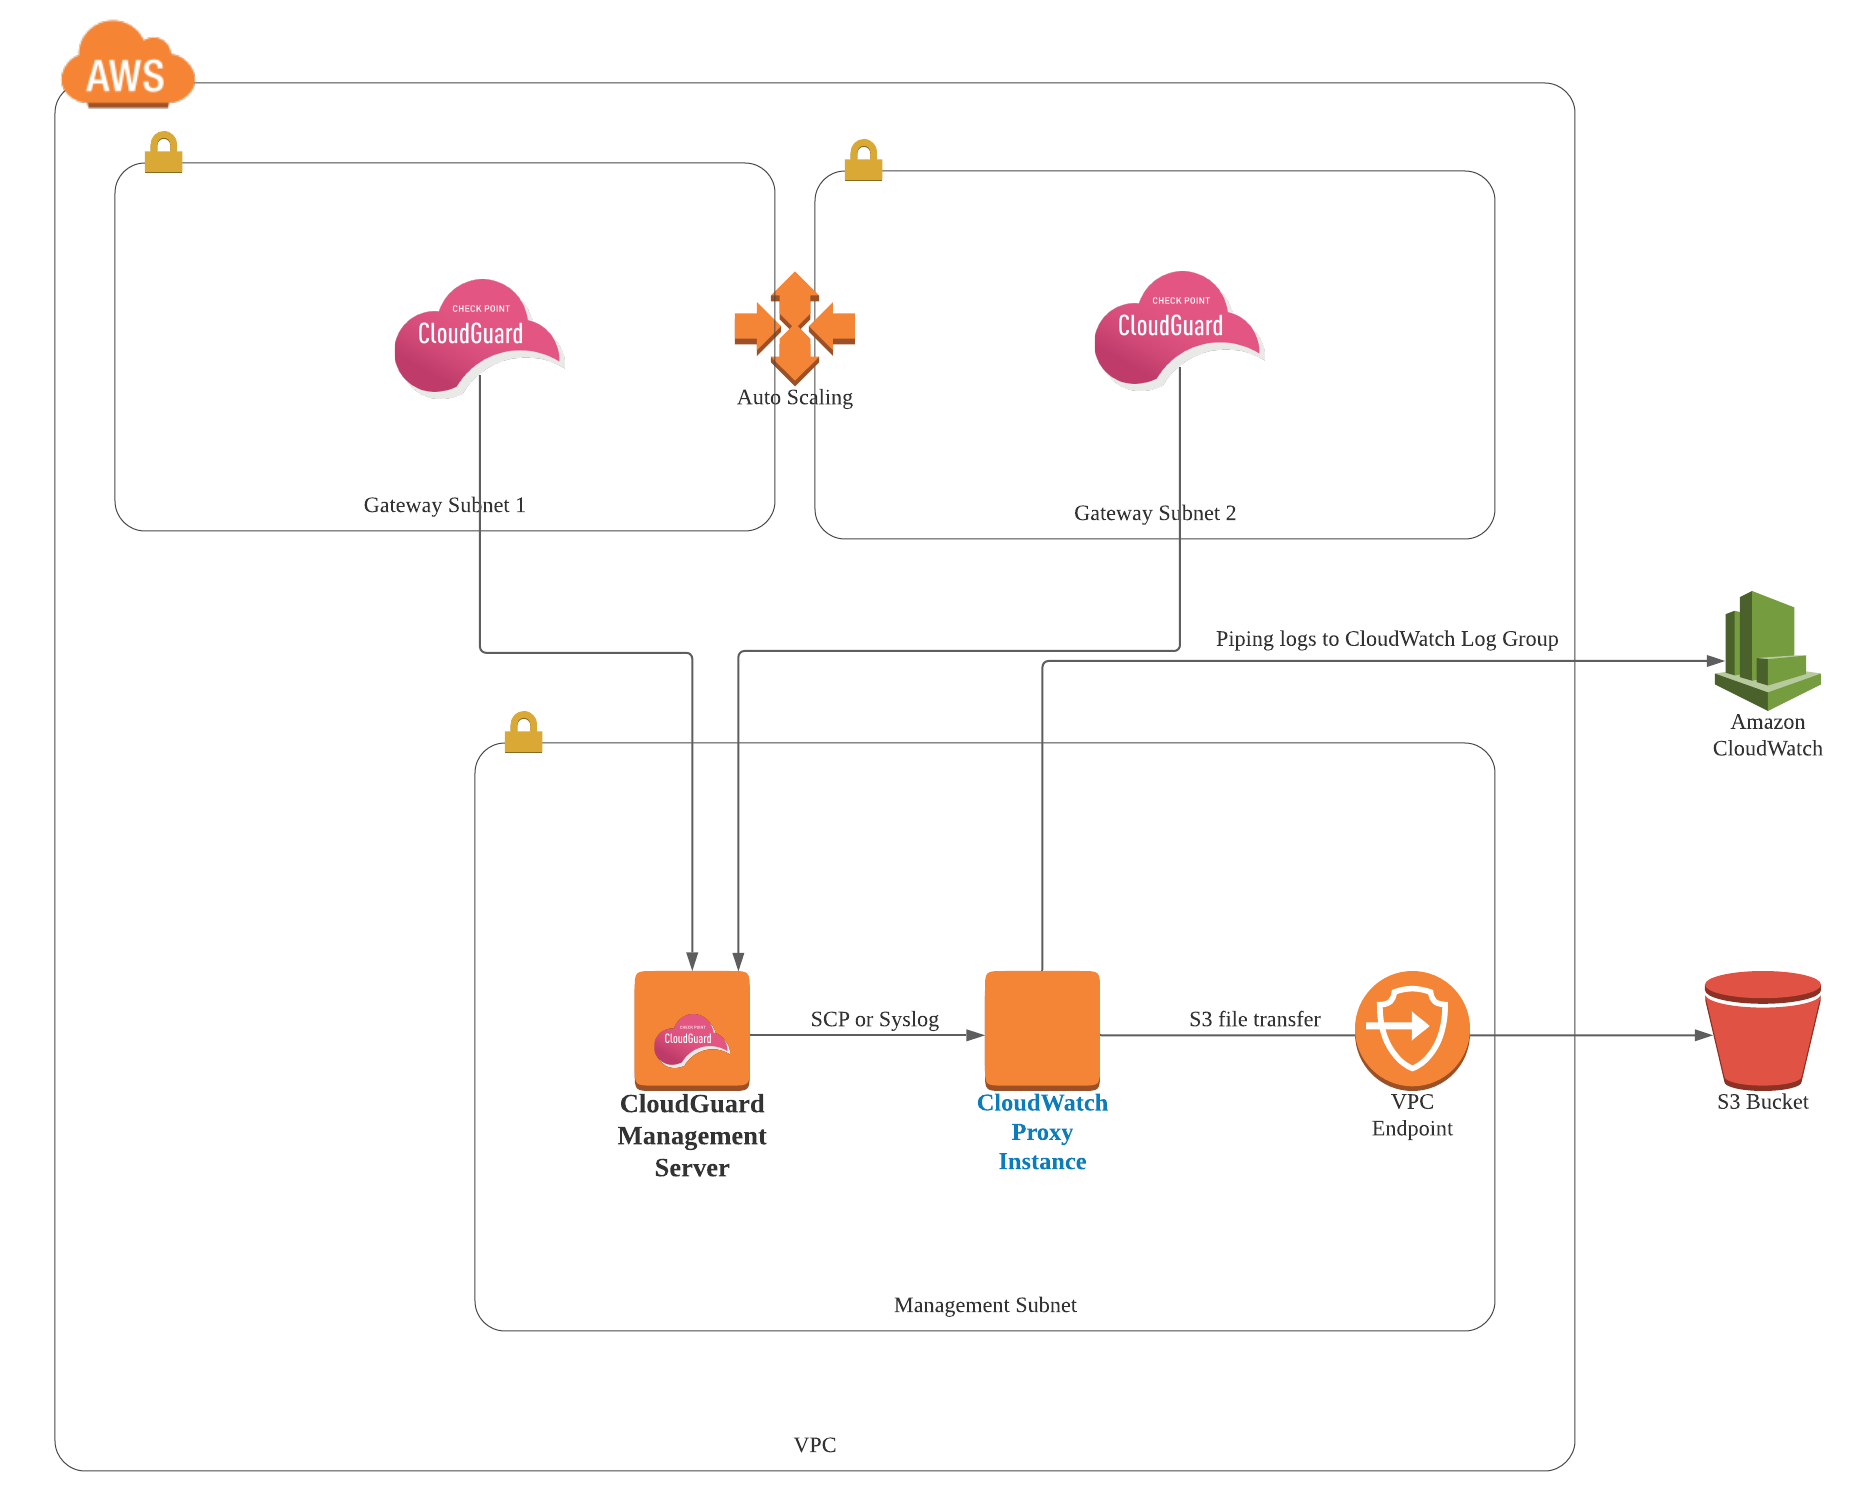 AWS
CHECK POINT
CloudGuard
CHECK POINT
CloudGuard
Auto Scaling
Gateway Subnet 1
Gateway Subnet 2
Piping logs to CloudWatch Log Group
Amazon
CloudWatch
SCP or Syslog
S3 file transfer
CHECK POINT
CloudGuard
CloudGuard
Management
Server
CloudWatch
Proxy
Instance
VPC
Endpoint
S3 Bucket
Management Subnet
VPC